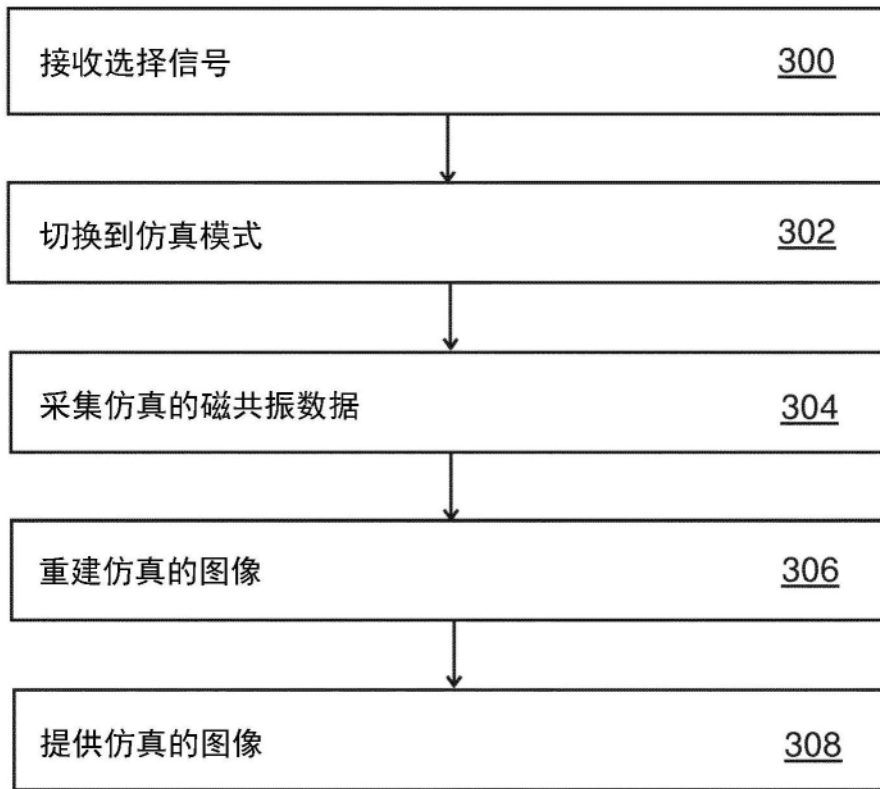 接收选择信号 300
切换到仿真模式 302
采集仿真的磁共振数据 304
重建仿真的图像 306
提供仿真的图像 308